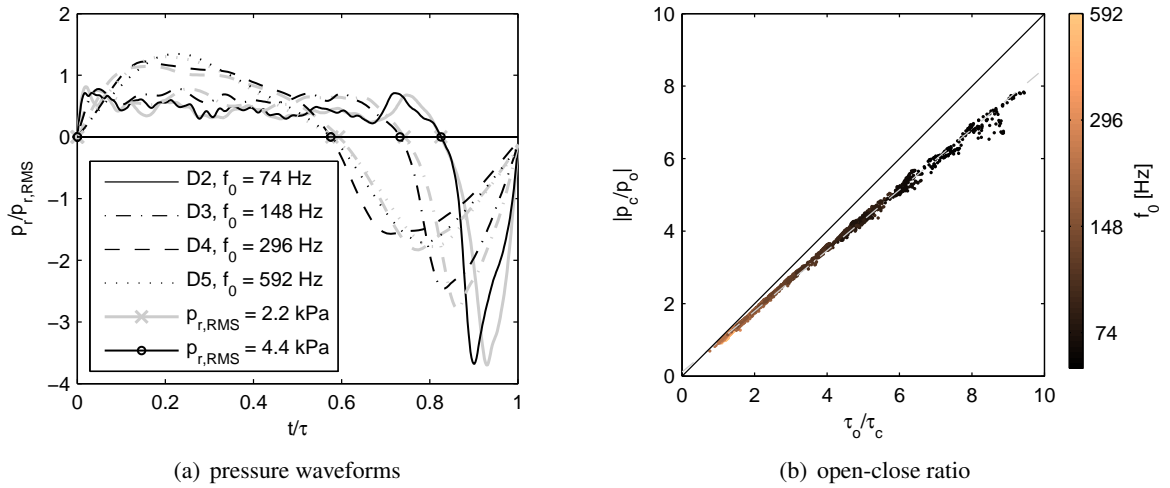 2
1
0
−1
−2
−3
−4
0
0.2
0.4
0.6
0.8
1
t/τ
p_r/p_{r,RMS}
D2, f_0 = 74 Hz
D3, f_0 = 148 Hz
D4, f_0 = 296 Hz
D5, f_0 = 592 Hz
p_{r,RMS} = 2.2 kPa
p_{r,RMS} = 4.4 kPa
(a) pressure waveforms
10
8
6
4
2
0
0
2
4
6
8
10
τ_o/τ_c
|p_c/p_o|
592
296
148
74
f_0 [Hz]
(b) open-close ratio